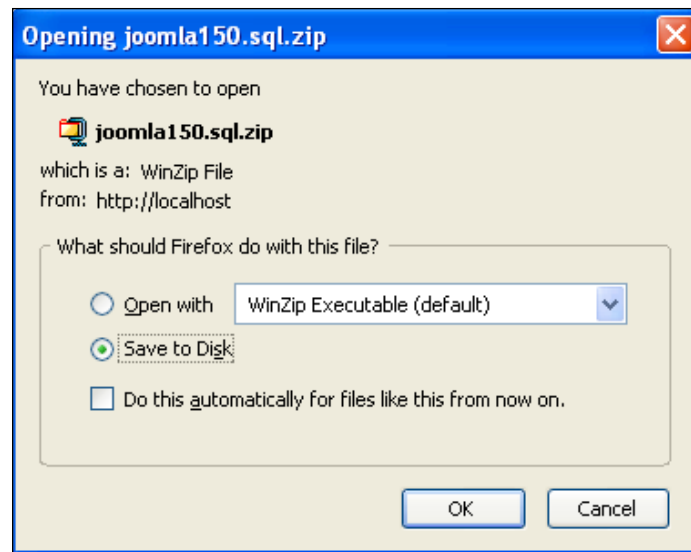 Opening joomla150.sql.zip
You have chosen to open
joomla150.sql.zip
which is a: WinZip File
from: http://localhost
What should Firefox do with this file?
Open with WinZip Executable (default)
Save to Disk
Do this automatically for files like this from now on.
OK Cancel